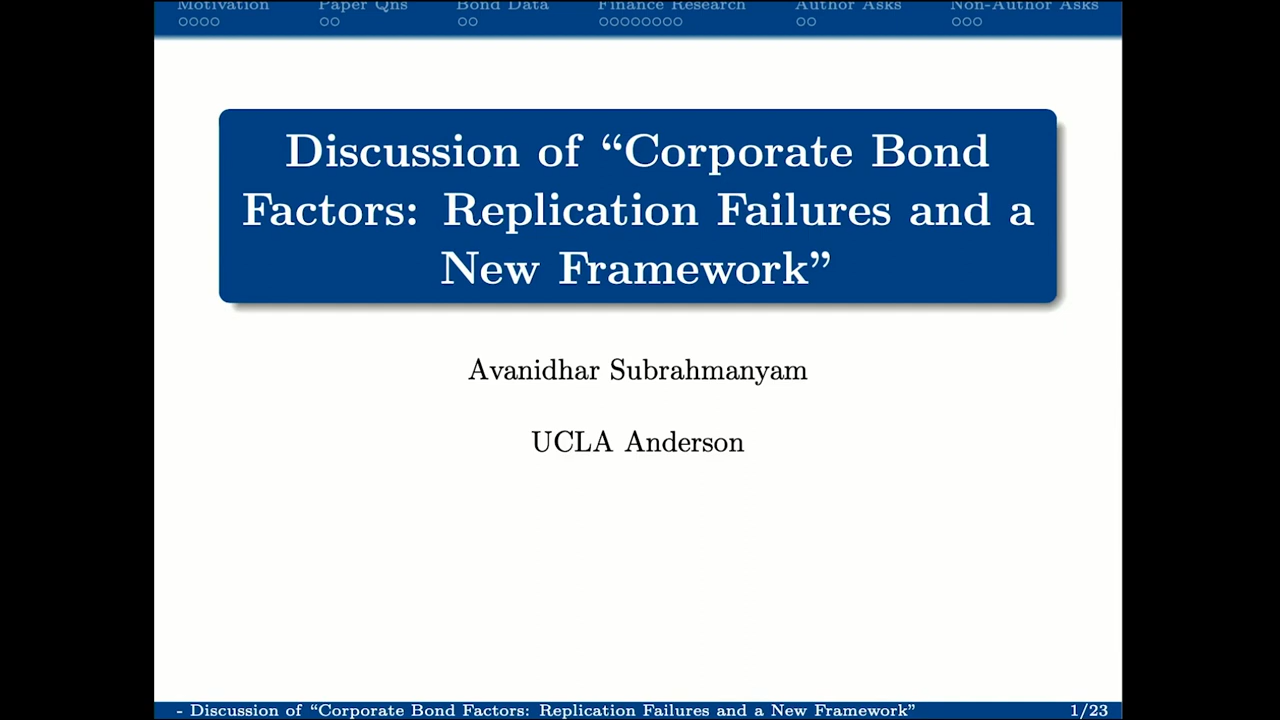 Motivation Paper Qns Bond Data Finance Research Author Asks Non-Author Asks
Discussion of “Corporate Bond
Factors: Replication Failures and a
New Framework”
Avanidhar Subrahmanyam
UCLA Anderson
- Discussion of “Corporate Bond Factors: Replication Failures and a New Framework” 1/23